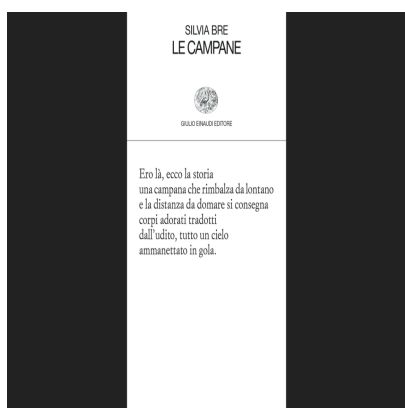 SILVIA BRE
LE CAMPANE
GIULIO EINAUDI EDITORE
Ero là, ecco la storia
una campana che rimbalza da lontano
e la distanza da domare si consegna
corpi adorati tradotti
dall'udito, tutto un cielo
ammanettato in gola.